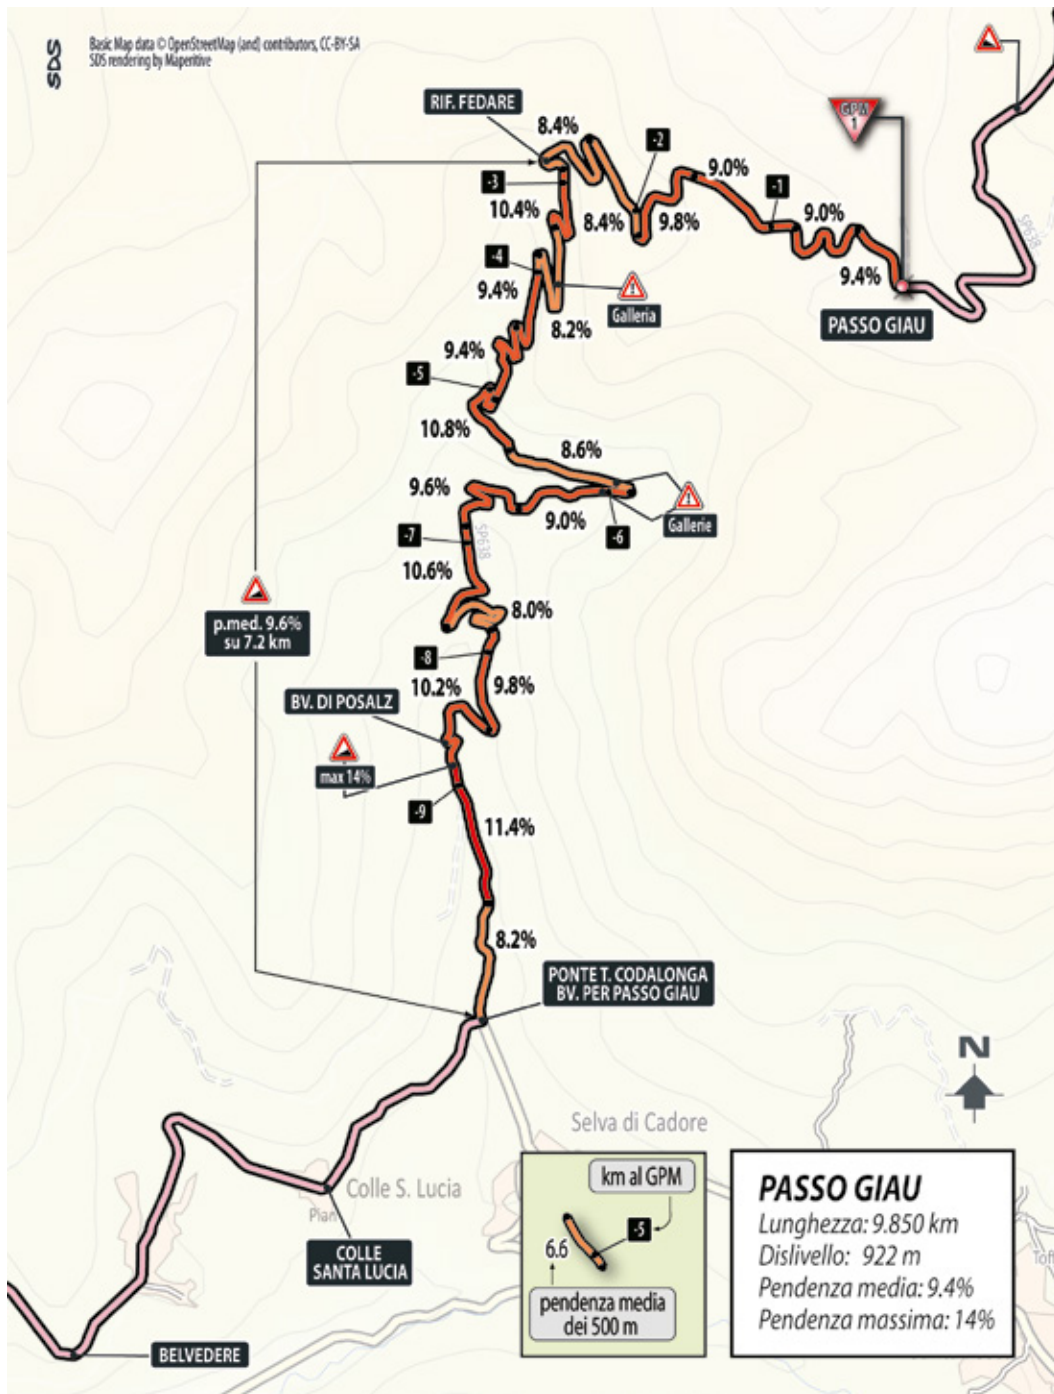 SDS
Basic Map data © OpenStreetMap (and) contributors, CC-BY-SA
SDS rendering by Maperitive
RIF. FEDARE
8.4%
-2
GPM
1
9.0%
-3
10.4%
8.4%
9.8%
-1
9.0%
SP638
-4
9.4%
Galleria
9.4%
PASSO GIAU
8.2%
9.4%
-5
10.8%
8.6%
9.6%
9.0%
Gallerie
-7
SP638
-6
10.6%
8.0%
p.med. 9.6%
su 7.2 km
-8
10.2%
9.8%
BV. DI POSALZ
max 14%
-9
11.4%
8.2%
PONTE T. CODALONGA
BV. PER PASSO GIAU
N
Selva di Cadore
Colle S. Lucia
Pian
COLLE
SANTA LUCIA
BELVEDERE
km al GPM
-5
6.6
pendenza media
dei 500 m
PASSO GIAU
Lunghezza: 9.850 km
Dislivello: 922 m
Pendenza media: 9.4%
Pendenza massima: 14%